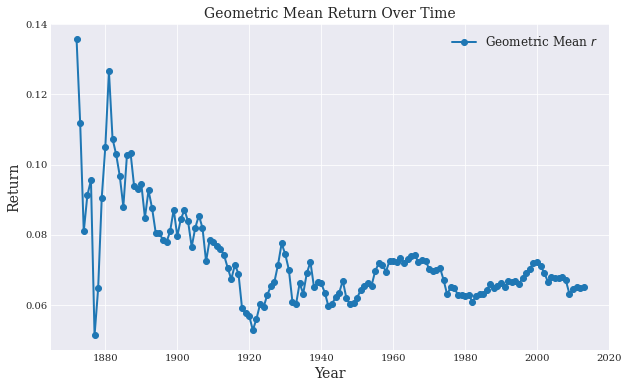 Geometric Mean Return Over Time
Geometric Mean r
Return
0.14
0.12
0.10
0.08
0.06
1880 1900 1920 1940 1960 1980 2000 2020
Year